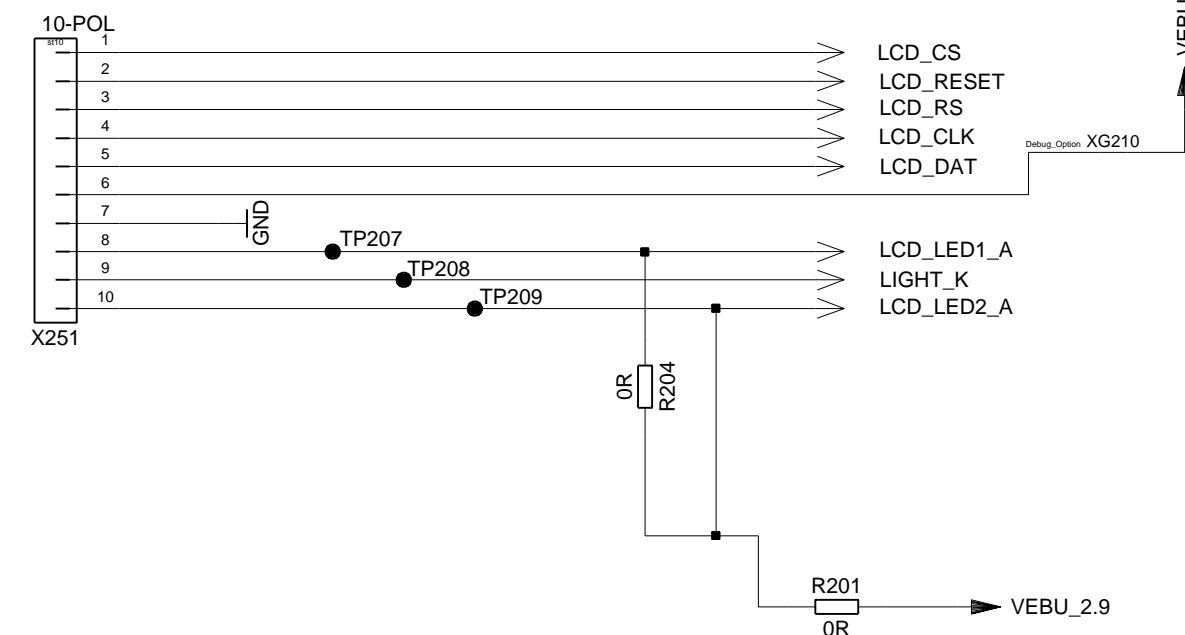 10-POL
st10
1
LCD_CS
2
LCD_RESET
3
LCD_RS
4
LCD_CLK
Debug_Option XG210
5
LCD_DAT
6
7
GND
8
TP207
LCD_LED1_A
9
TP208
LIGHT_K
10
TP209
LCD_LED2_A
X251
0R
R204
R201
0R
VEBU_2.9